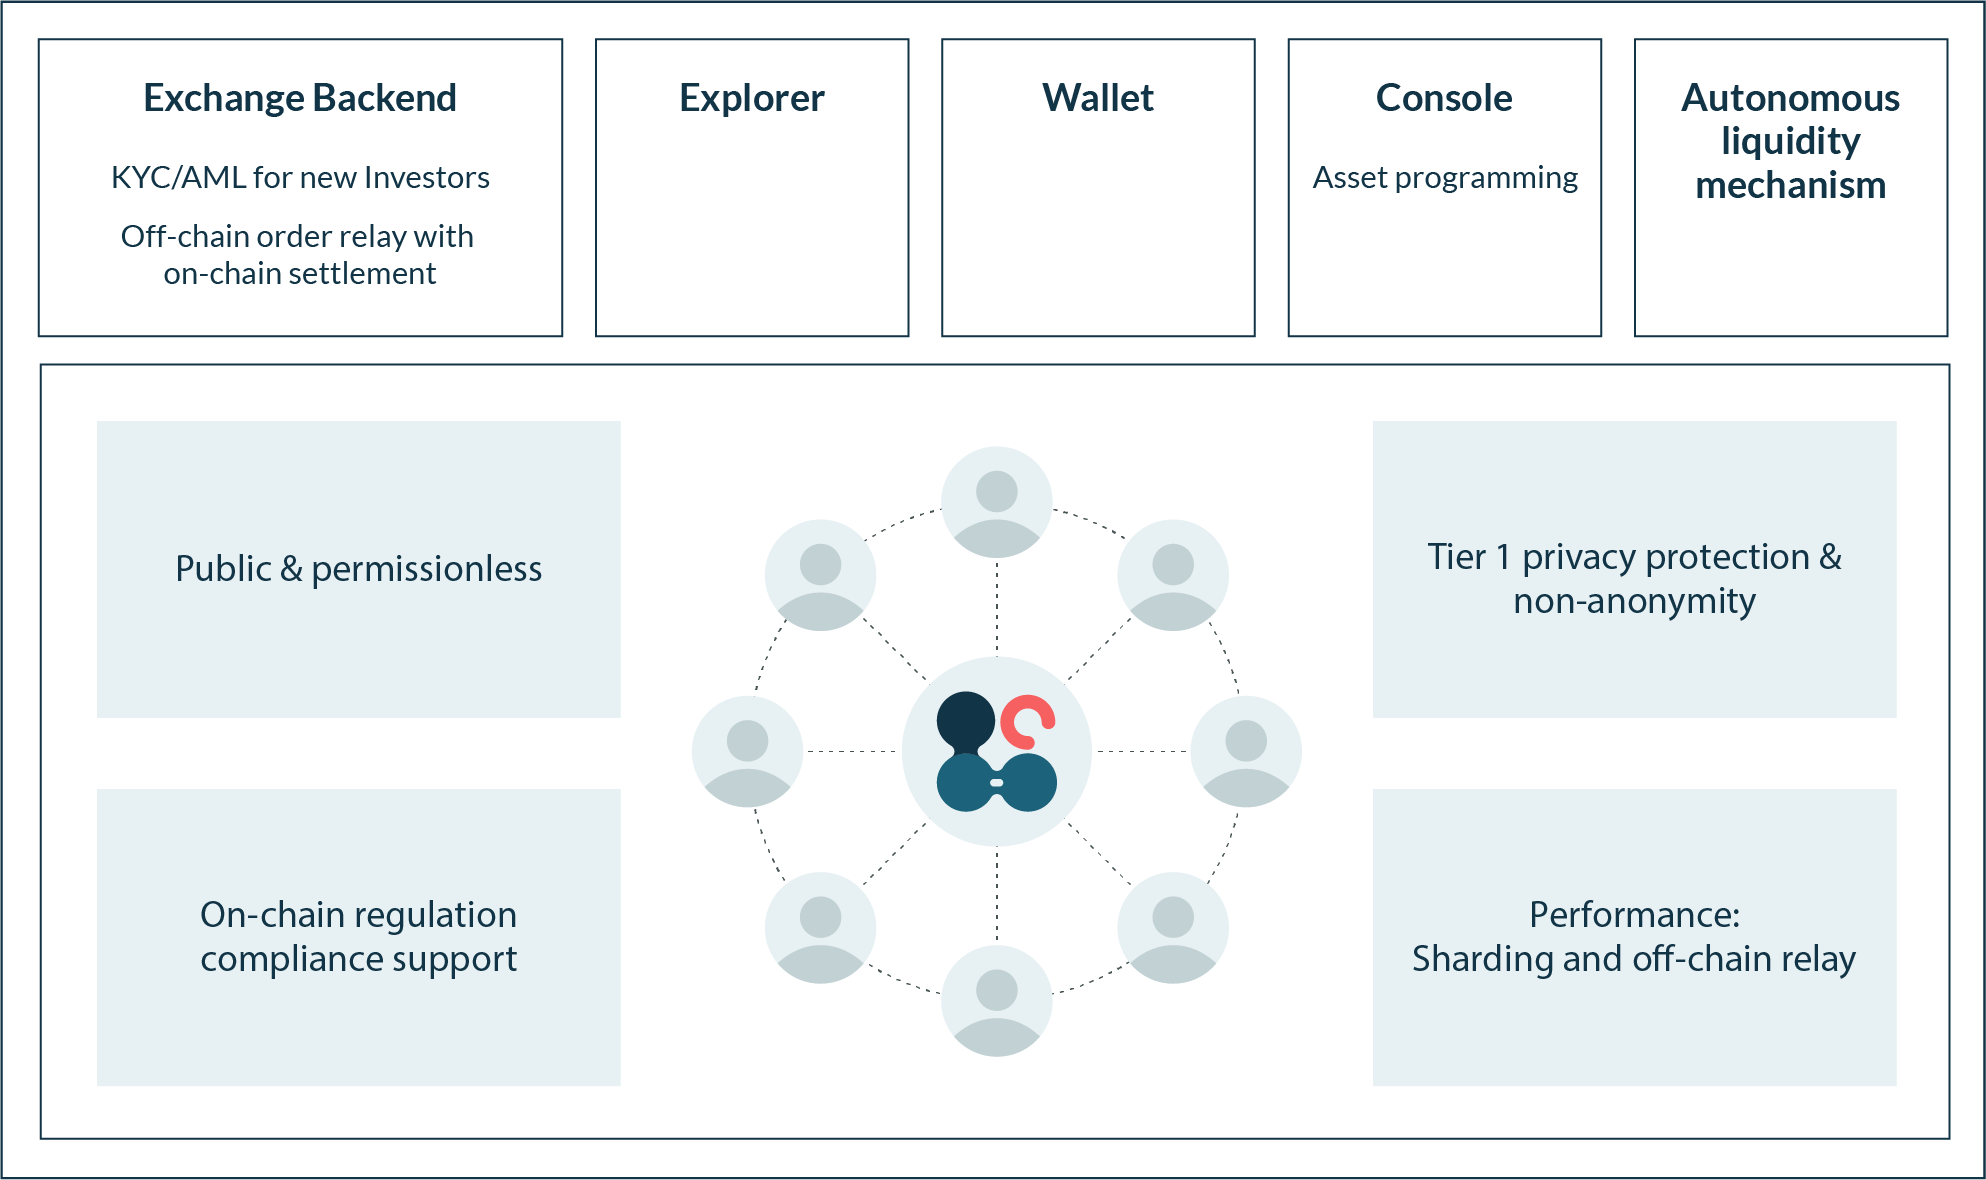 Exchange Backend
KYC/AML for new Investors
Off-chain order relay with
on-chain settlement
Explorer
Wallet
Console
Asset programming
Autonomous
liquidity
mechanism
Public & permissionless
On-chain regulation
compliance support
Tier 1 privacy protection &
non-anonymity
Performance:
Sharding and off-chain relay